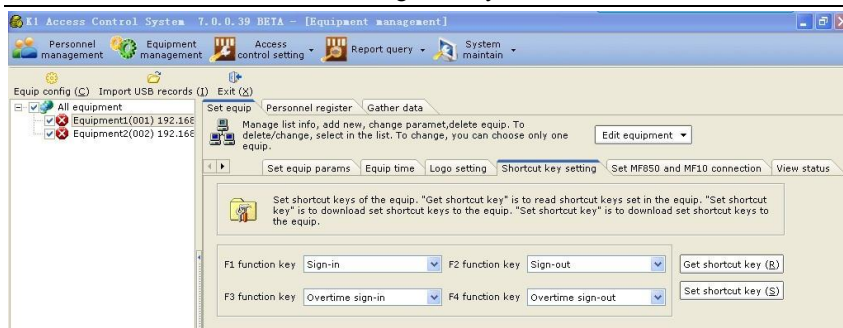 K1 Access Control System 7.0.0.39 BETA - [Equipment management]
Personnel management
Equipment management
Access control setting
Report query
System maintain
Equip config (C) Import USB records (I) Exit (X)
All equipment
Equipment1(001) 192.168
Equipment2(002) 192.168
Set equip Personnel register Gather data
Manage list info, add new, change paramet,delete equip. To
delete/change, select in the list. To change, you can choose only one
equip.
Edit equipment
Set equip params Equip time Logo setting Shortcut key setting Set MF850 and MF10 connection View status
Set shortcut keys of the equip. "Get shortcut key" is to read shortcut keys set in the equip. "Set shortcut
key" is to download set shortcut keys to the equip. "Set shortcut key" is to download set shortcut keys to
the equip.
F1 function key Sign-in F2 function key Sign-out Get shortcut key (R)
Set shortcut key (S)
F3 function key Overtime sign-in F4 function key Overtime sign-out